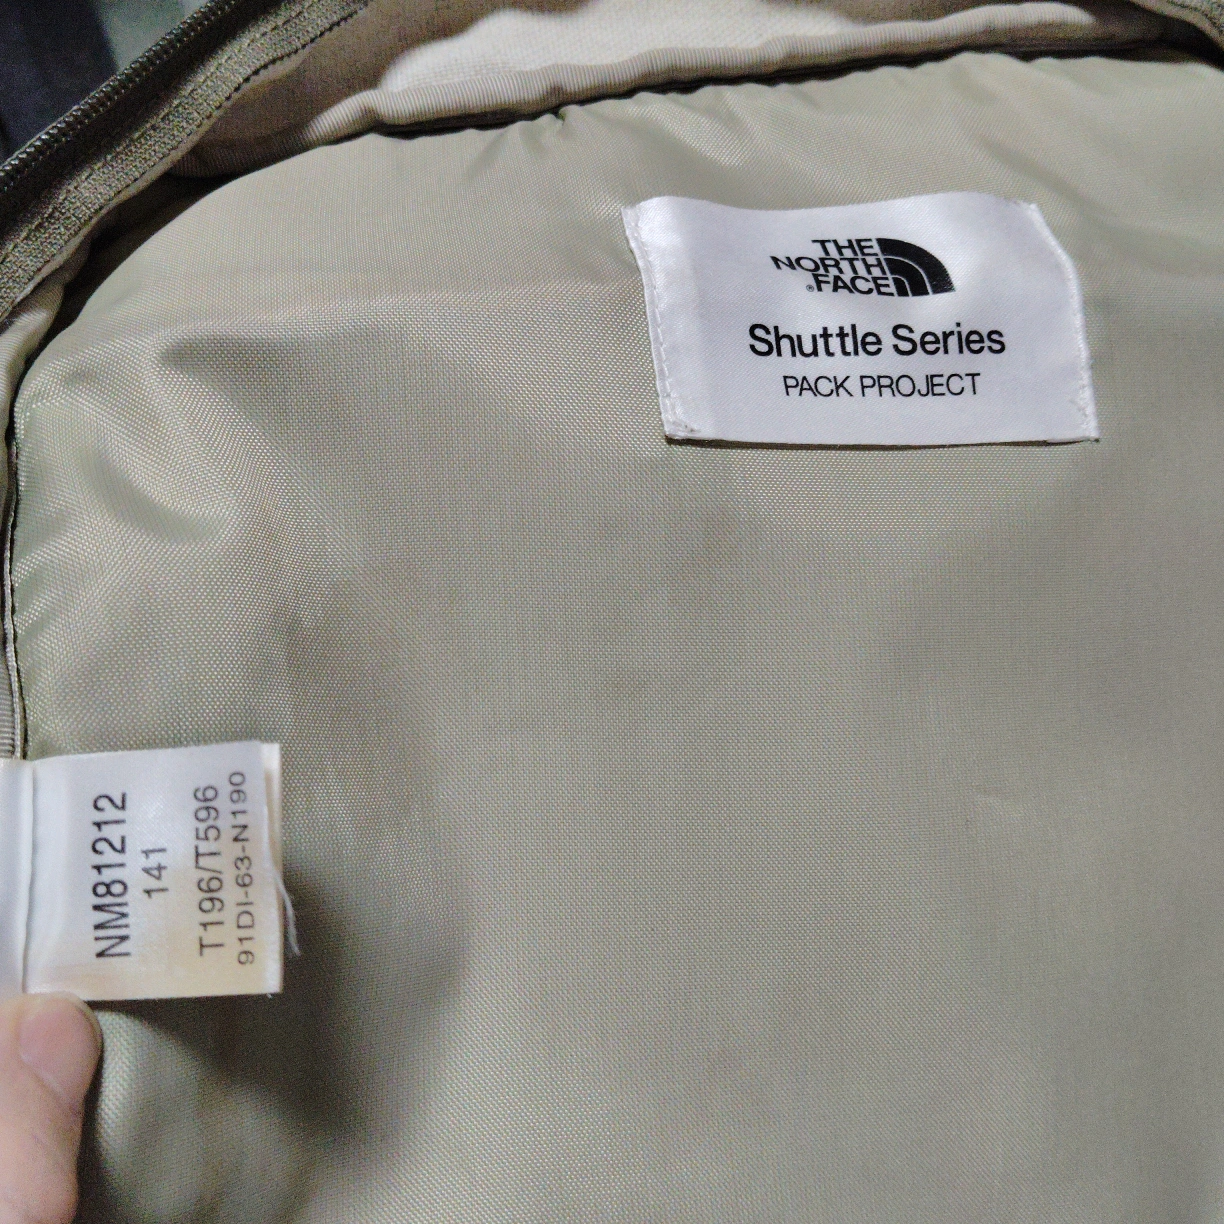 THE
NORTH
®FACE
Shuttle Series
PACK PROJECT
NM81212
141
T196/T596
91DI-63-N190